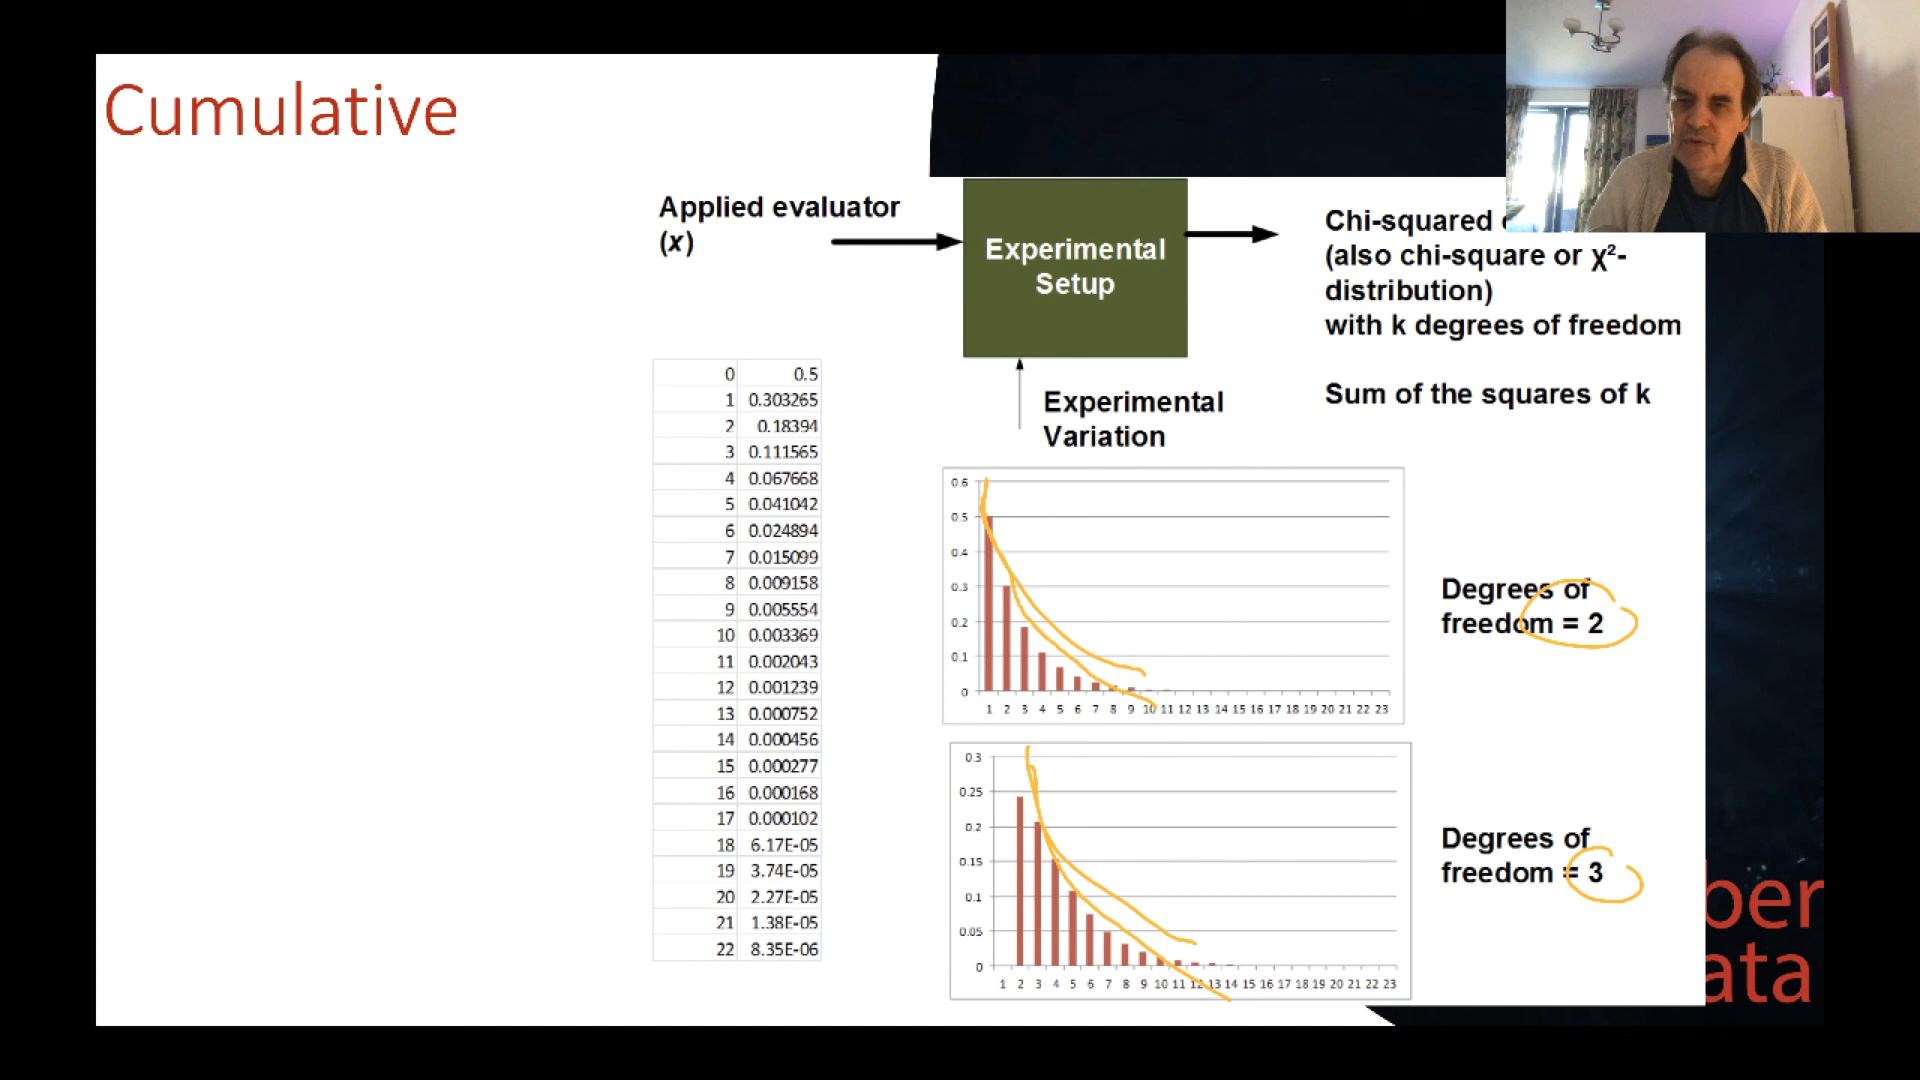 Cumulative
Applied evaluator
(x)
Experimental
Setup
Chi-squared
(also chi-square or χ²-
distribution)
with k degrees of freedom
Sum of the squares of k
Experimental
Variation
0 0.5
1 0.303265
2 0.18394
3 0.111565
4 0.067668
5 0.041042
6 0.024894
7 0.015099
8 0.009158
9 0.005554
10 0.003369
11 0.002043
12 0.001239
13 0.000752
14 0.000456
15 0.000277
16 0.000168
17 0.000102
18 6.17E-05
19 3.74E-05
20 2.27E-05
21 1.38E-05
22 8.35E-06
0.6
0.5
0.4
0.3
0.2
0.1
0
1 2 3 4 5 6 7 8 9 10 11 12 13 14 15 16 17 18 19 20 21 22 23
Degrees of
freedom = 2
0.3
0.25
0.2
0.15
0.1
0.05
0
1 2 3 4 5 6 7 8 9 10 11 12 13 14 15 16 17 18 19 20 21 22 23
Degrees of
freedom = 3
ber
ata